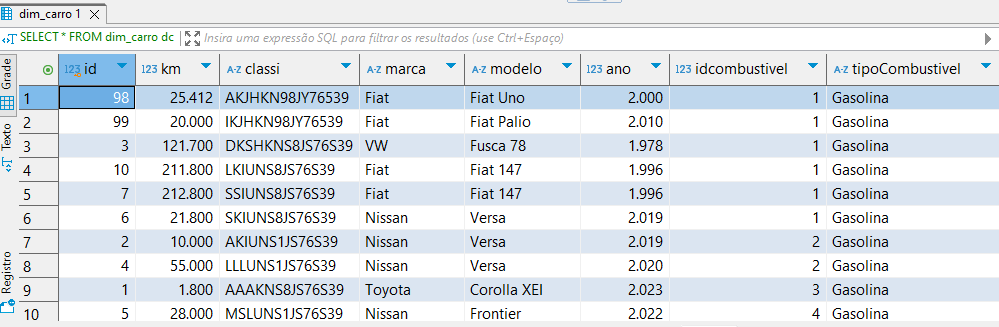 dim_carro 1
SELECT * FROM dim_carro dc Insira uma expressão SQL para filtrar os resultados (use Ctrl+Espaço)
Grade
Texto
Registro
123 id 123 km A-Z classi A-Z marca A-Z modelo 123 ano 123 idcombustivel A-Z tipoCombustivel
1 98 25.412 AKJHKN98JY76539 Fiat Fiat Uno 2.000 1 Gasolina
2 99 20.000 IKJHKN98JY76539 Fiat Fiat Palio 2.010 1 Gasolina
3 3 121.700 DKSHKNS8JS76S39 VW Fusca 78 1.978 1 Gasolina
4 10 211.800 LKIUNS8JS76S39 Fiat Fiat 147 1.996 1 Gasolina
5 7 212.800 SSIUNS8JS76S39 Fiat Fiat 147 1.996 1 Gasolina
6 6 21.800 SKIUNS8JS76S39 Nissan Versa 2.019 1 Gasolina
7 2 10.000 AKIUNS1JS76S39 Nissan Versa 2.019 2 Gasolina
8 4 55.000 LLLUNS1JS76S39 Nissan Versa 2.020 2 Gasolina
9 1 1.800 AAAKNS8JS76S39 Toyota Corolla XEI 2.023 3 Gasolina
10 5 28.000 MSLUNS1JS76S39 Nissan Frontier 2.022 4 Gasolina